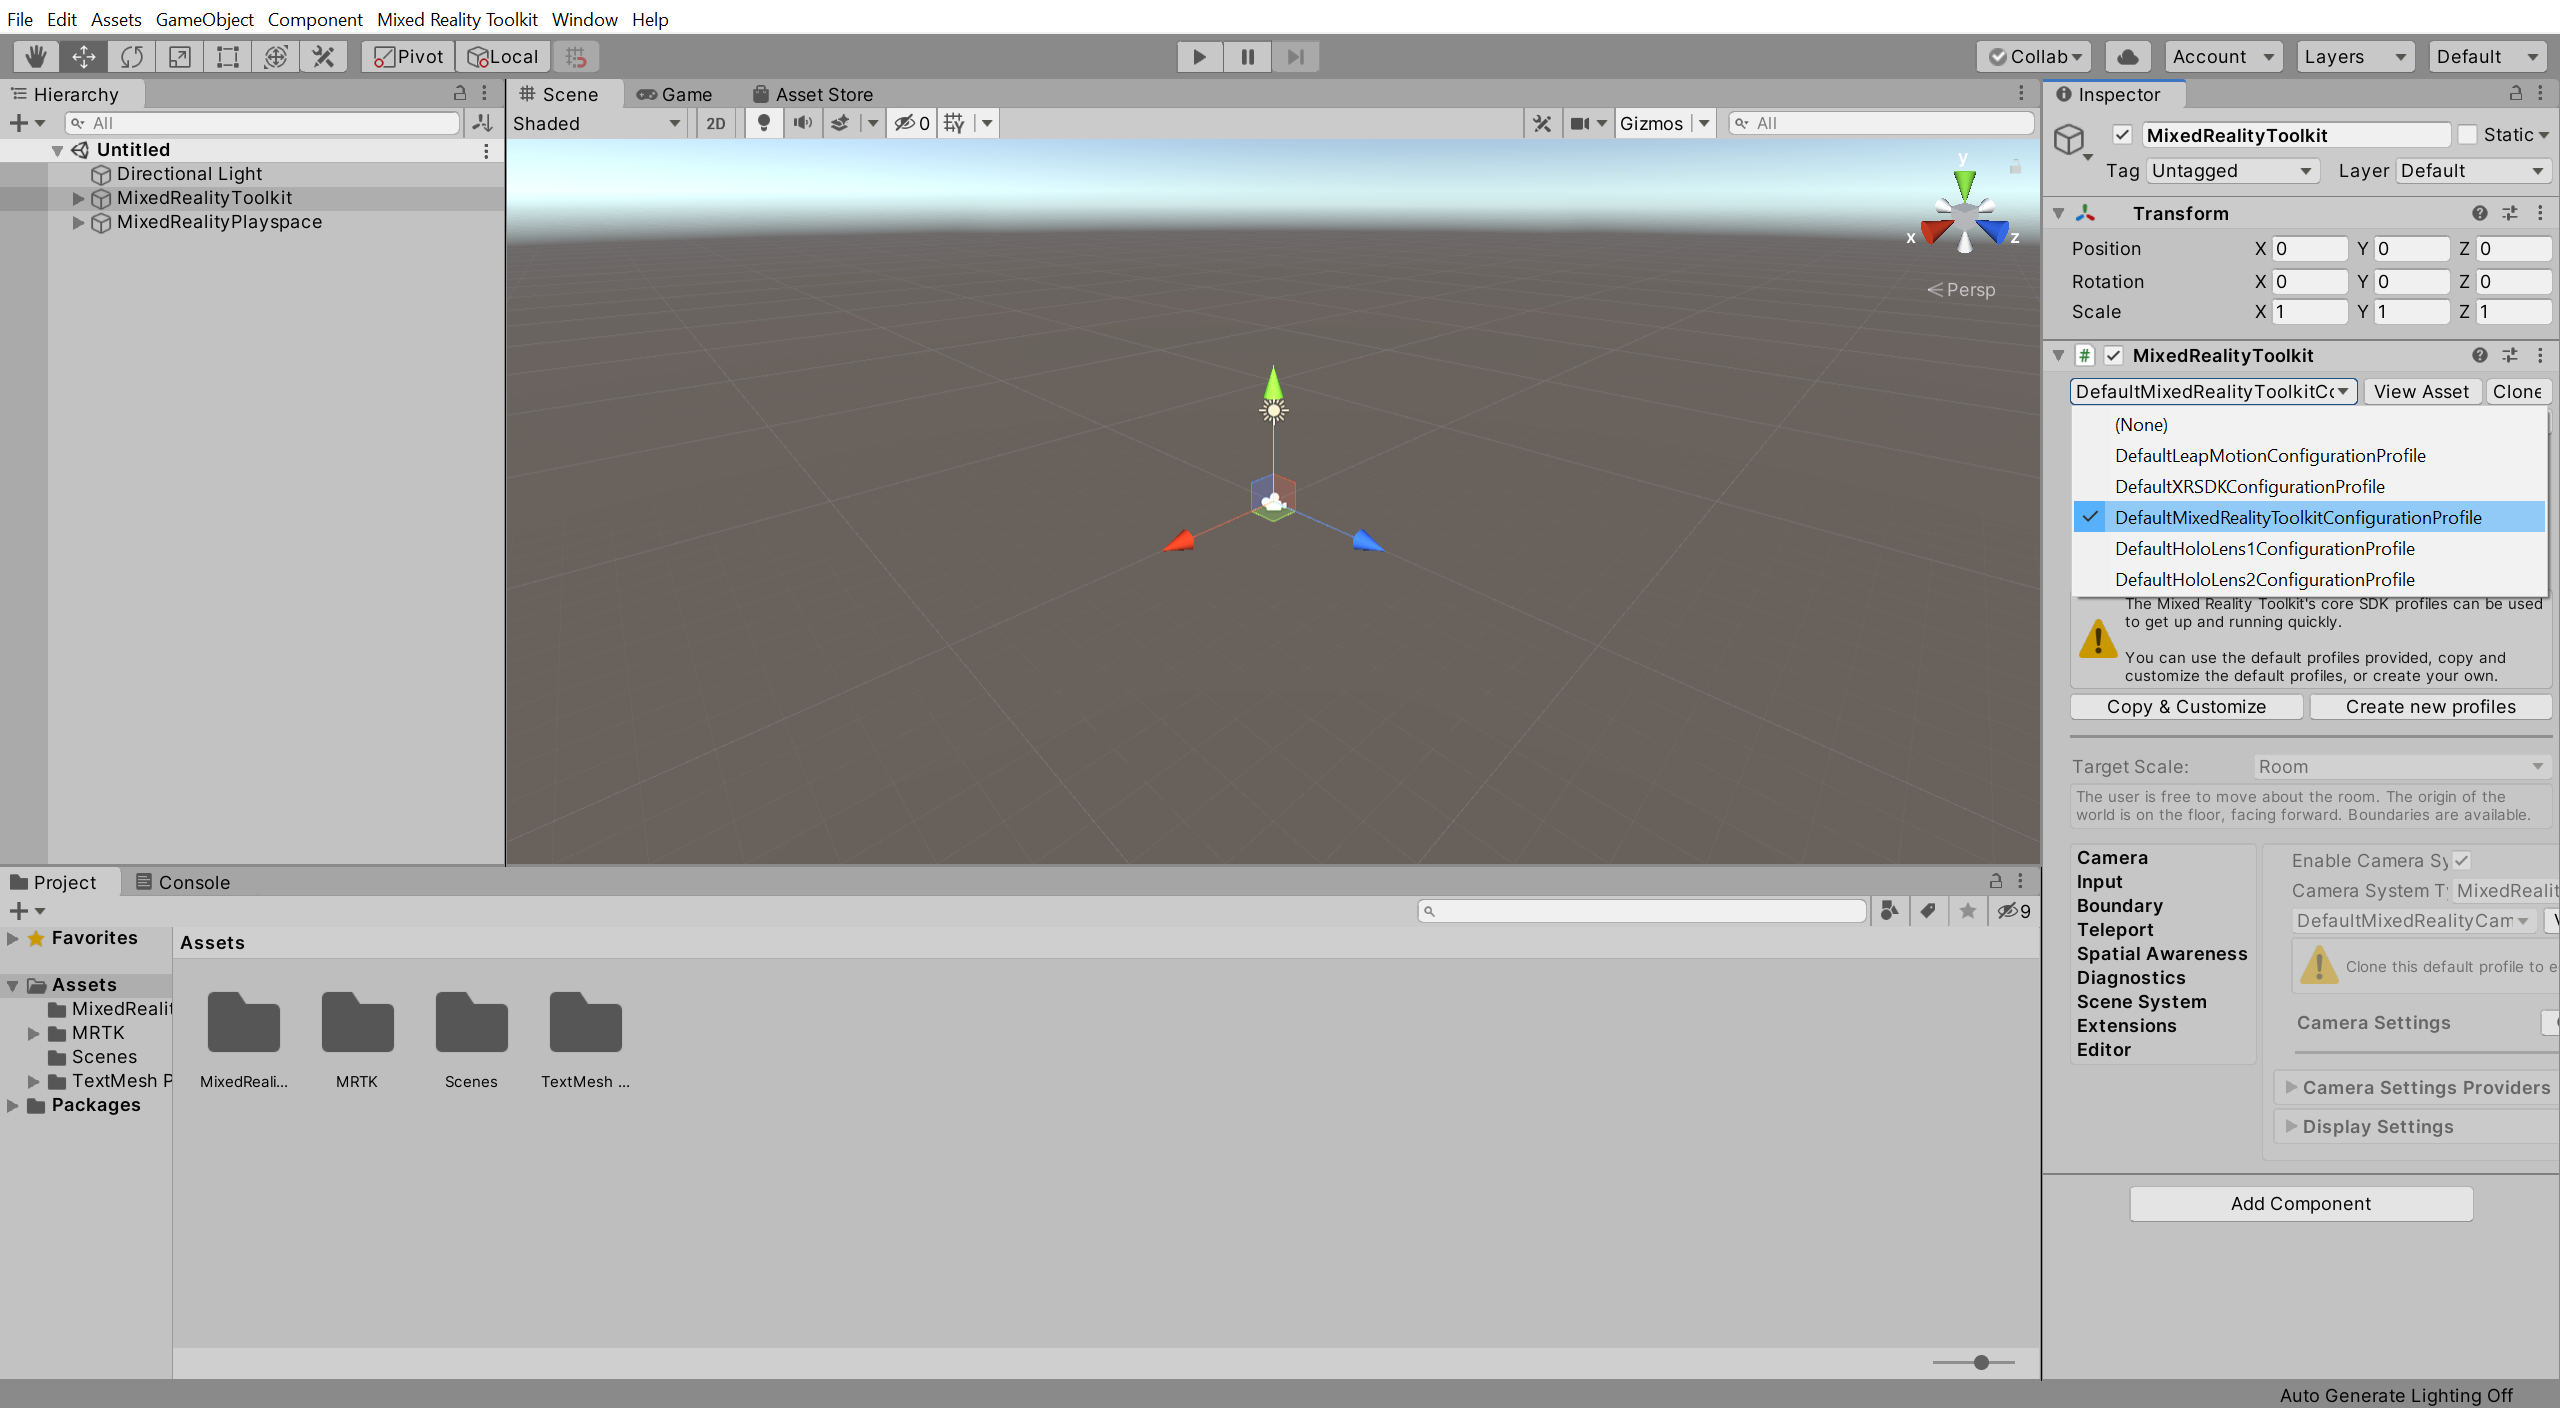 File Edit Assets GameObject Component Mixed Reality Toolkit Window Help
Pivot Local
Collab Account Layers Default
Hierarchy
All
Untitled
Directional Light
MixedRealityToolkit
MixedRealityPlayspace
Scene Game Asset Store
Shaded 2D 0 Gizmos All
y
x z
Persp
Inspector
MixedRealityToolkit Static
Tag Untagged Layer Default
Transform
Position X 0 Y 0 Z 0
Rotation X 0 Y 0 Z 0
Scale X 1 Y 1 Z 1
# MixedRealityToolkit
DefaultMixedRealityToolkitCo View Asset Clone
(None)
DefaultLeapMotionConfigurationProfile
DefaultXRSDKConfigurationProfile
DefaultMixedRealityToolkitConfigurationProfile
DefaultHoloLens1ConfigurationProfile
DefaultHoloLens2ConfigurationProfile
The Mixed Reality Toolkit's core SDK profiles can be used
to get up and running quickly.
You can use the default profiles provided, copy and
customize the default profiles, or create your own.
Copy & Customize Create new profiles
Target Scale: Room
The user is free to move about the room. The origin of the
world is on the floor, facing forward. Boundaries are available.
Camera
Input
Boundary
Teleport
Spatial Awareness
Diagnostics
Scene System
Extensions
Editor
Enable Camera Sy
Camera System Ty MixedRealit
DefaultMixedRealityCam V
Clone this default profile to e
Camera Settings
Camera Settings Providers
Display Settings
Add Component
Project Console
9
Favorites
Assets
MixedRealit
MRTK
Scenes
TextMesh P
Packages
Assets
MixedReali... MRTK Scenes TextMesh ...
Auto Generate Lighting Off